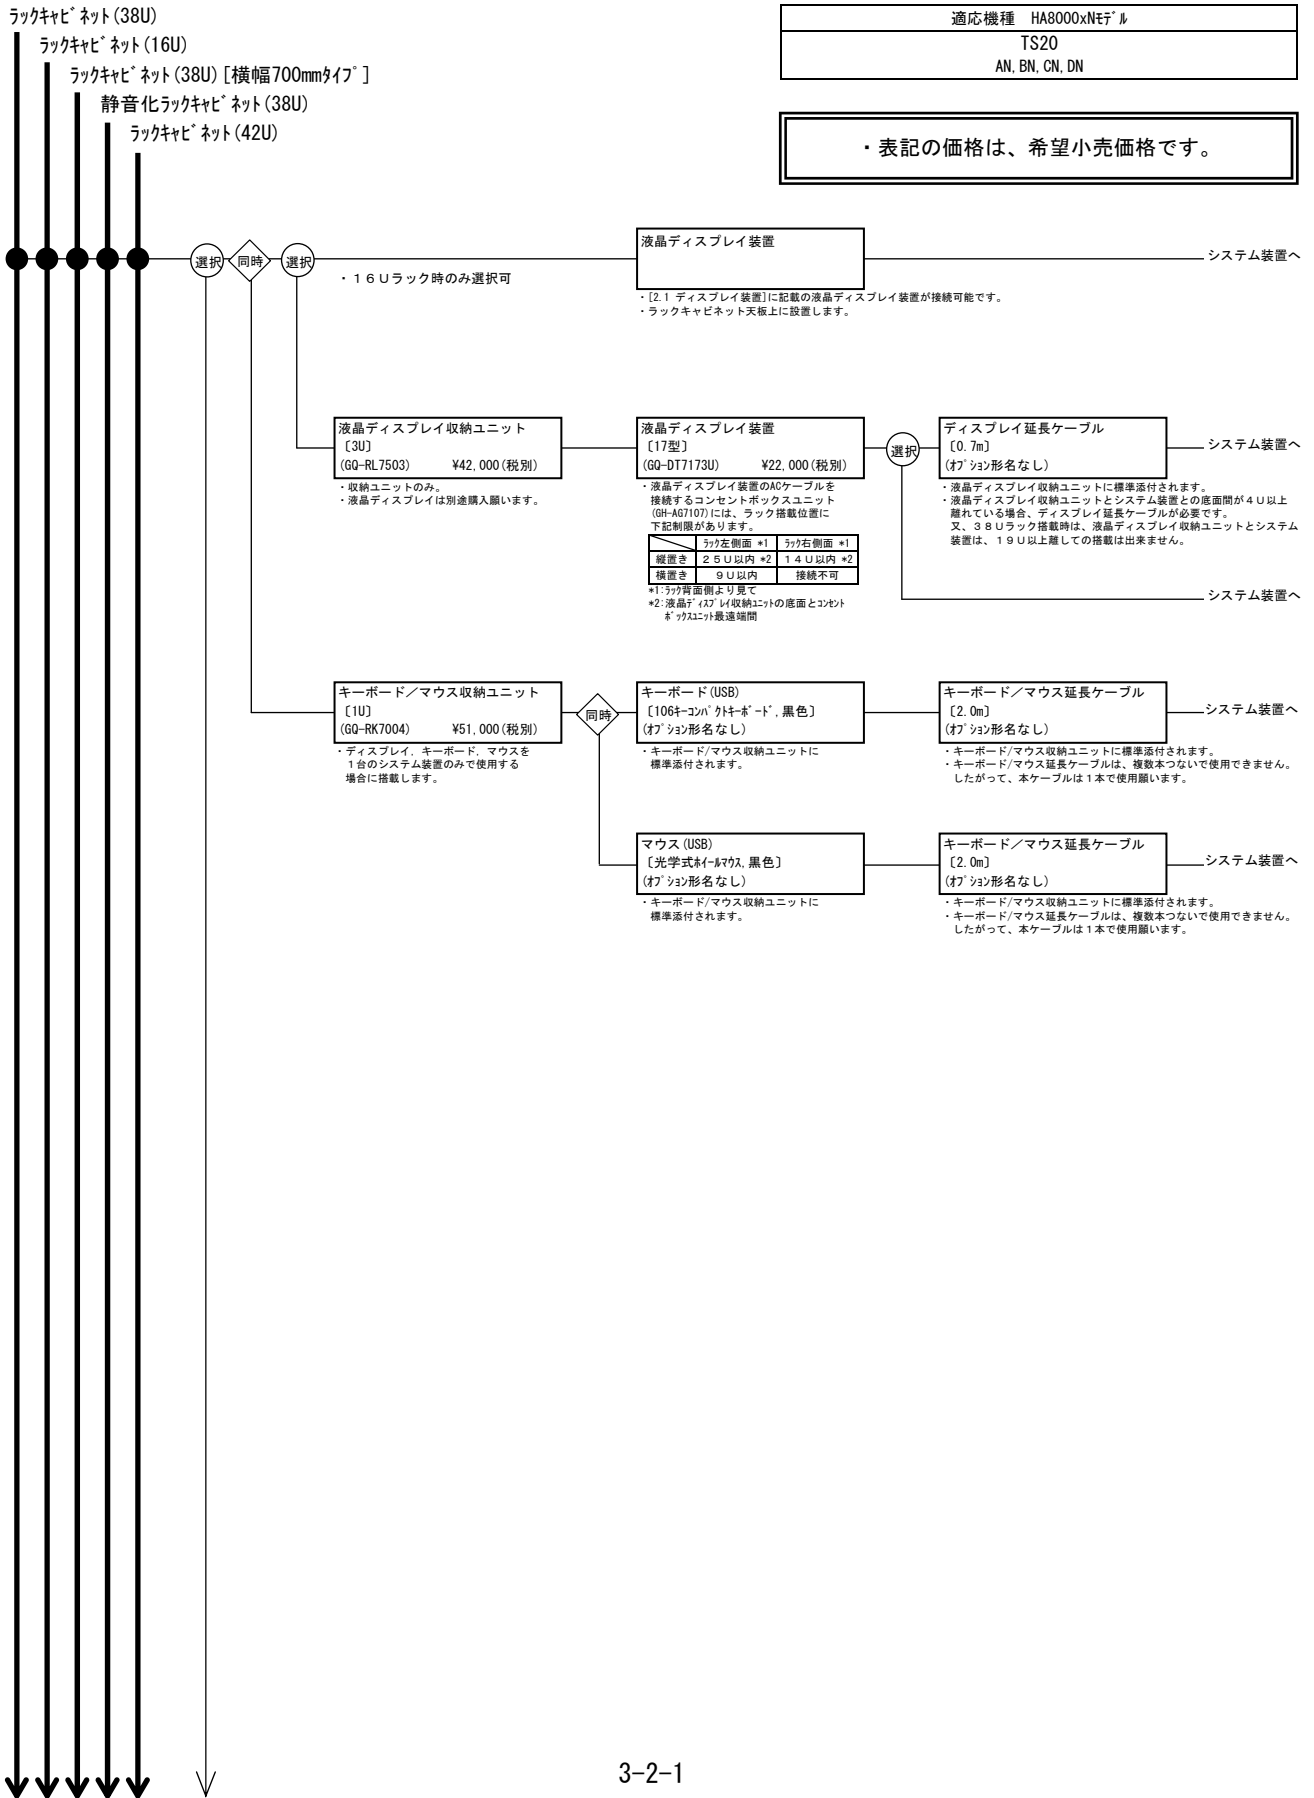 ラックキャビネット(38U)
ラックキャビネット(16U)
ラックキャビネット(38U)[横幅700mmタイプ]
静音化ラックキャビネット(38U)
ラックキャビネット(42U)
適応機種 HA8000xNモデル
TS20
AN, BN, CN, DN
・表記の価格は、希望小売価格です。
選択
同時
選択
・16Uラック時のみ選択可
液晶ディスプレイ装置
システム装置へ
・[2.1 ディスプレイ装置]に記載の液晶ディスプレイ装置が接続可能です。
・ラックキャビネット天板上に設置します。
液晶ディスプレイ収納ユニット
〔3U〕
(GQ-RL7503) ¥42,000(税別)
・収納ユニットのみ。
・液晶ディスプレイは別途購入願います。
液晶ディスプレイ装置
〔17型〕
(GQ-DT7173U) ¥22,000(税別)
・液晶ディスプレイ装置のACケーブルを
接続するコンセントボックスユニット
(GH-AG7107)には、ラック搭載位置に
下記制限があります。
ラック左側面 *1 ラック右側面 *1
縦置き 25U以内 *2 14U以内 *2
横置き 9U以内 接続不可
*1:ラック背面側より見て
*2:液晶ディスプレイ収納ユニットの底面とコンセント
ボックスユニット最遠端間
選択
ディスプレイ延長ケーブル
〔0.7m〕
(オプション形名なし)
システム装置へ
・液晶ディスプレイ収納ユニットに標準添付されます。
・液晶ディスプレイ収納ユニットとシステム装置との底面間が4U以上
離れている場合、ディスプレイ延長ケーブルが必要です。
又、38Uラック搭載時は、液晶ディスプレイ収納ユニットとシステム
装置は、19U以上離しての搭載は出来ません。
システム装置へ
キーボード/マウス収納ユニット
〔1U〕
(GQ-RK7004) ¥51,000(税別)
・ディスプレイ, キーボード, マウスを
1台のシステム装置のみで使用する
場合に搭載します。
同時
キーボード(USB)
〔106キーコンパクトキーボード,黒色〕
(オプション形名なし)
・キーボード/マウス収納ユニットに
標準添付されます。
キーボード/マウス延長ケーブル
〔2.0m〕
(オプション形名なし)
システム装置へ
・キーボード/マウス収納ユニットに標準添付されます。
・キーボード/マウス延長ケーブルは、複数本つないで使用できません。
したがって、本ケーブルは1本で使用願います。
マウス(USB)
〔光学式ホイールマウス,黒色〕
(オプション形名なし)
・キーボード/マウス収納ユニットに
標準添付されます。
キーボード/マウス延長ケーブル
〔2.0m〕
(オプション形名なし)
システム装置へ
・キーボード/マウス収納ユニットに標準添付されます。
・キーボード/マウス延長ケーブルは、複数本つないで使用できません。
したがって、本ケーブルは1本で使用願います。
3-2-1